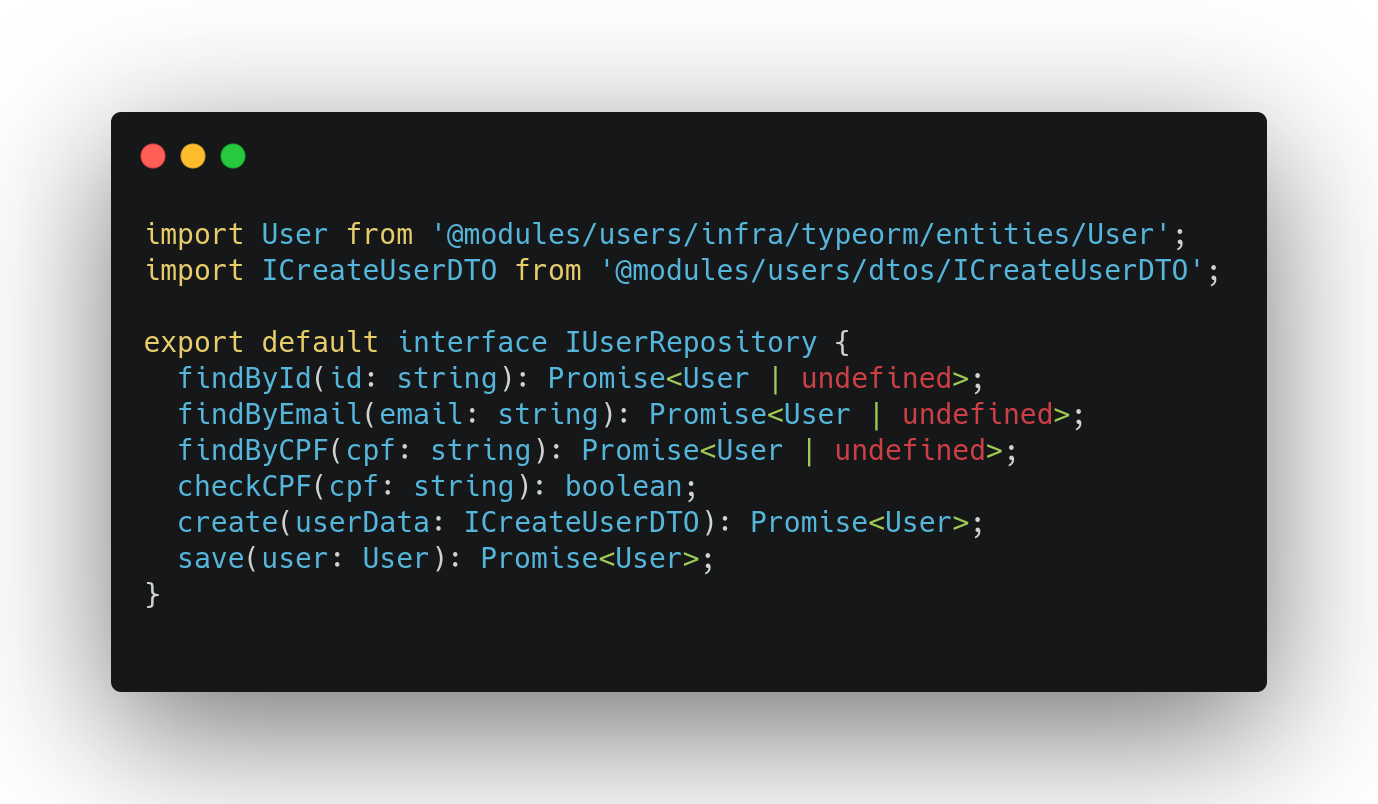 import User from '@modules/users/infra/typeorm/entities/User';
import ICreateUserDTO from '@modules/users/dtos/ICreateUserDTO';

export default interface IUserRepository {
  findById(id: string): Promise<User | undefined>;
  findByEmail(email: string): Promise<User | undefined>;
  findByCPF(cpf: string): Promise<User | undefined>;
  checkCPF(cpf: string): boolean;
  create(userData: ICreateUserDTO): Promise<User>;
  save(user: User): Promise<User>;
}